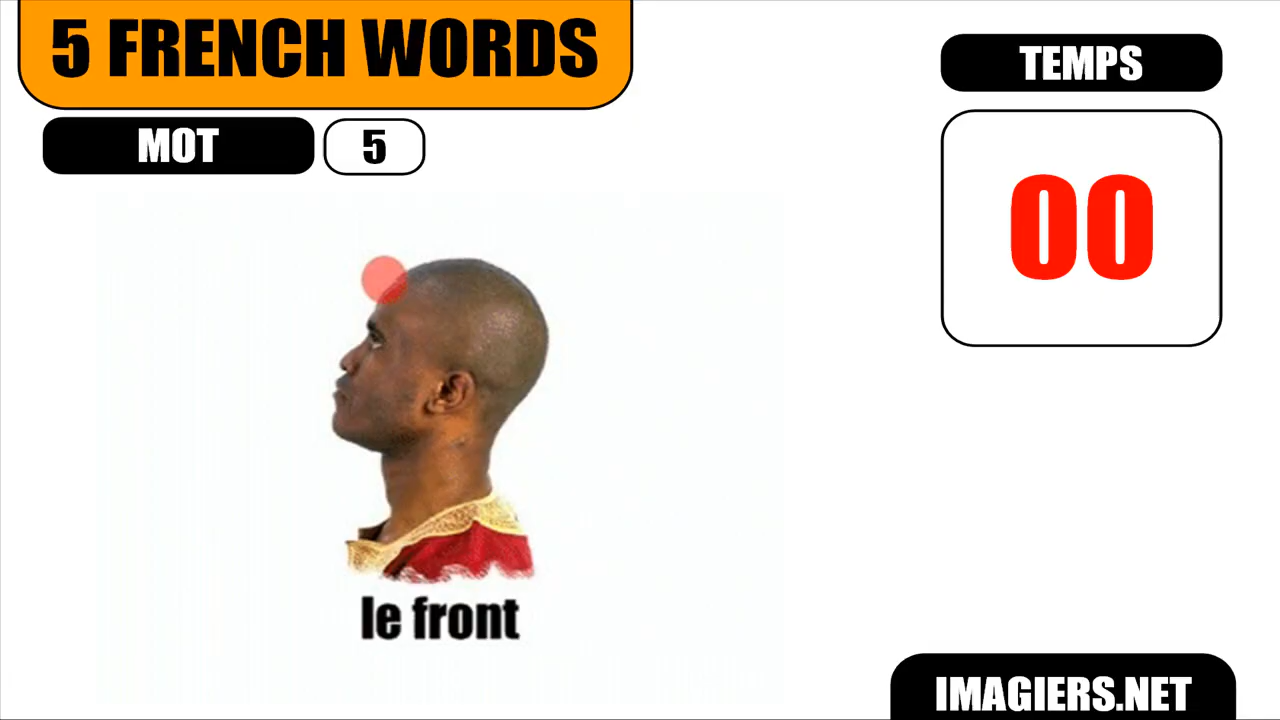 5 FRENCH WORDS
TEMPS
MOT 5
00
le front
IMAGIERS.NET